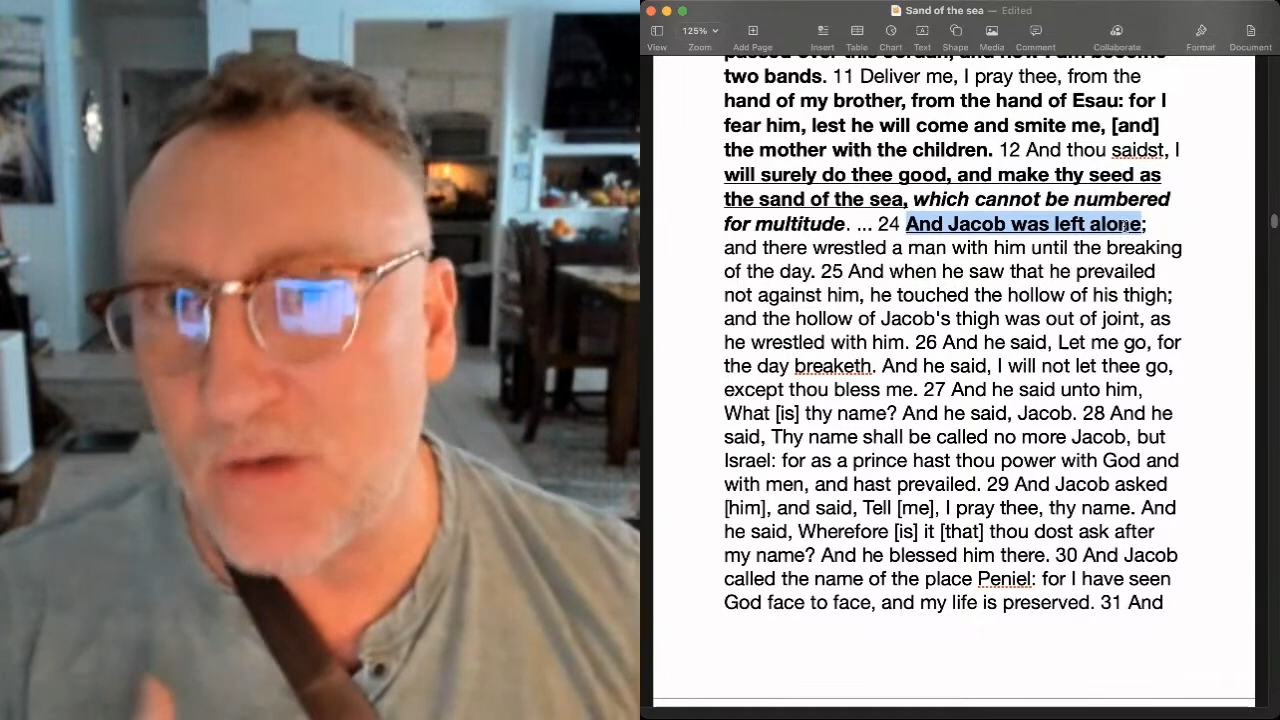 Sand of the sea — Edited
125%
View Zoom Add Page Insert Table Chart Text Shape Media Comment Collaborate Format Document
passed over this Jordan, and now I am become
two bands. 11 Deliver me, I pray thee, from the
hand of my brother, from the hand of Esau: for I
fear him, lest he will come and smite me, [and]
the mother with the children. 12 And thou saidst, I
will surely do thee good, and make thy seed as
the sand of the sea, which cannot be numbered
for multitude. ... 24 And Jacob was left alone;
and there wrestled a man with him until the breaking
of the day. 25 And when he saw that he prevailed
not against him, he touched the hollow of his thigh;
and the hollow of Jacob's thigh was out of joint, as
he wrestled with him. 26 And he said, Let me go, for
the day breaketh. And he said, I will not let thee go,
except thou bless me. 27 And he said unto him,
What [is] thy name? And he said, Jacob. 28 And he
said, Thy name shall be called no more Jacob, but
Israel: for as a prince hast thou power with God and
with men, and hast prevailed. 29 And Jacob asked
[him], and said, Tell [me], I pray thee, thy name. And
he said, Wherefore [is] it [that] thou dost ask after
my name? And he blessed him there. 30 And Jacob
called the name of the place Peniel: for I have seen
God face to face, and my life is preserved. 31 And